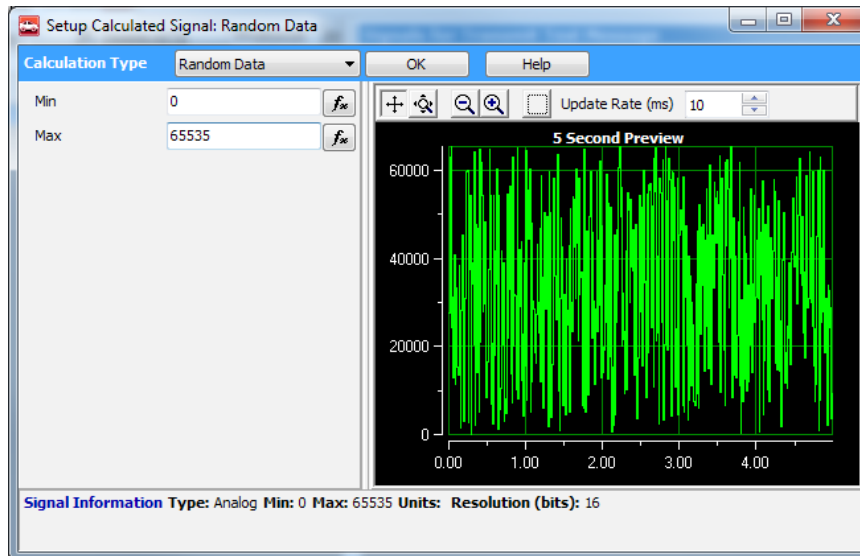 Setup Calculated Signal: Random Data
Calculation Type Random Data OK Help
Min 0 fx
Max 65535 fx
Update Rate (ms) 10
5 Second Preview
60000
40000
20000
0
0.00 1.00 2.00 3.00 4.00
Signal Information Type: Analog Min: 0 Max: 65535 Units: Resolution (bits): 16